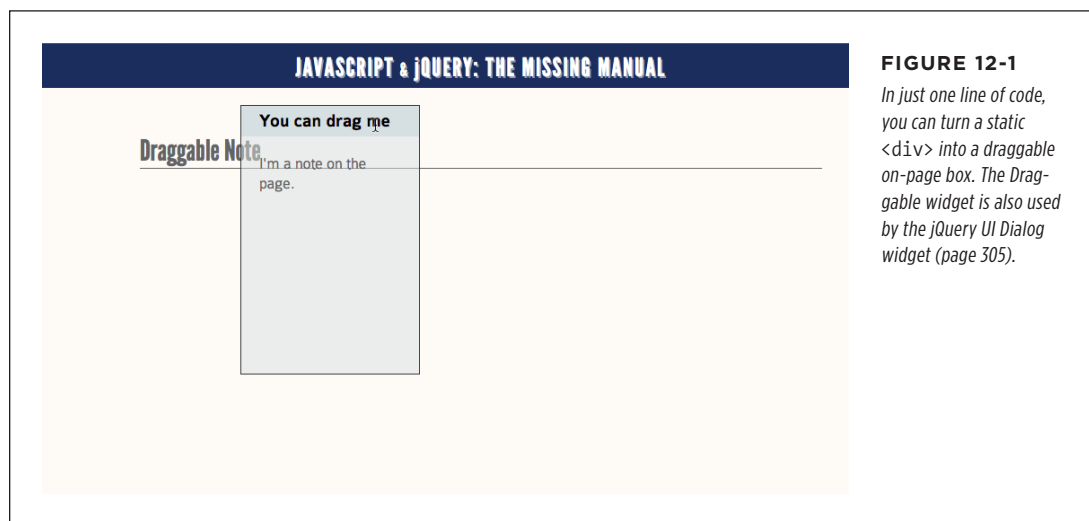 JAVASCRIPT & jQUERY: THE MISSING MANUAL
You can drag me
Draggable Note
I'm a note on the
page.
FIGURE 12-1
In just one line of code,
you can turn a static
<div> into a draggable
on-page box. The Drag-
gable widget is also used
by the jQuery UI Dialog
widget (page 305).